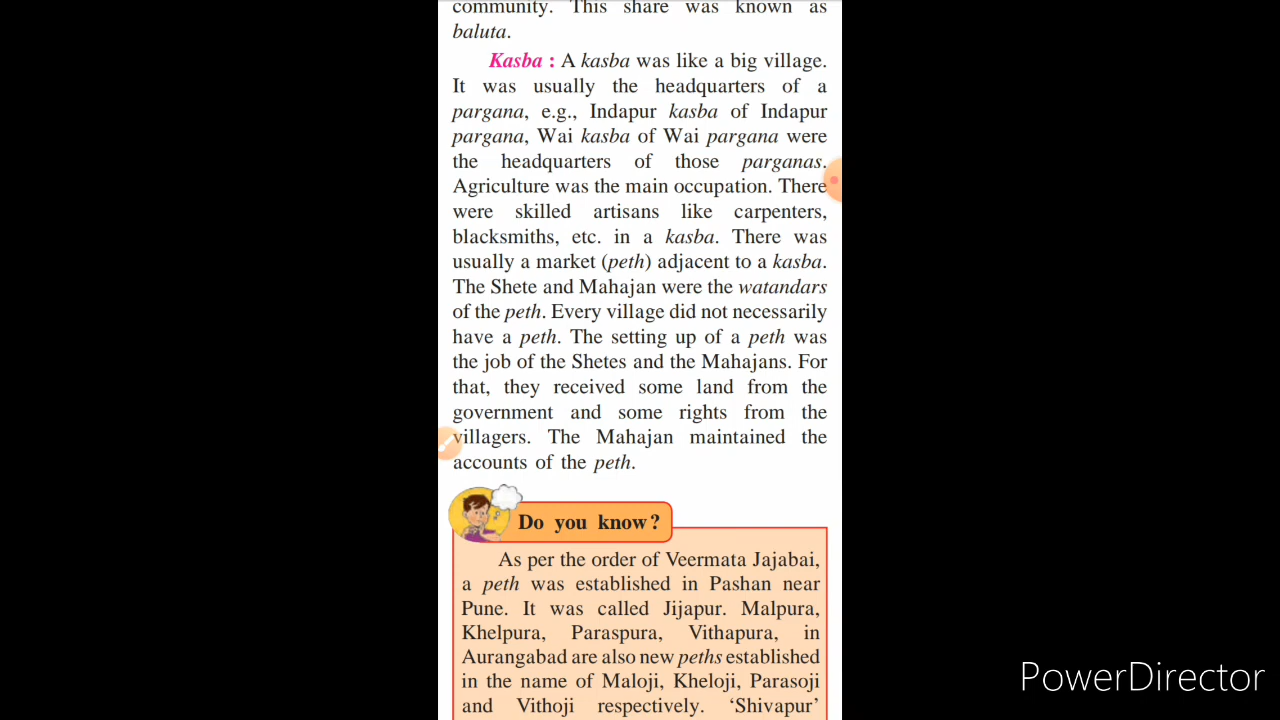 community. This share was known as
baluta.
Kasba : A kasba was like a big village.
It was usually the headquarters of a
pargana, e.g., Indapur kasba of Indapur
pargana, Wai kasba of Wai pargana were
the headquarters of those parganas.
Agriculture was the main occupation. There
were skilled artisans like carpenters,
blacksmiths, etc. in a kasba. There was
usually a market (peth) adjacent to a kasba.
The Shete and Mahajan were the watandars
of the peth. Every village did not necessarily
have a peth. The setting up of a peth was
the job of the Shetes and the Mahajans. For
that, they received some land from the
government and some rights from the
villagers. The Mahajan maintained the
accounts of the peth.
Do you know?
As per the order of Veermata Jajabai,
a peth was established in Pashan near
Pune. It was called Jijapur. Malpura,
Khelpura, Paraspura, Vithapura, in
Aurangabad are also new peths established
in the name of Maloji, Kheloji, Parasoji
and Vithoji respectively. ‘Shivapur’
PowerDirector